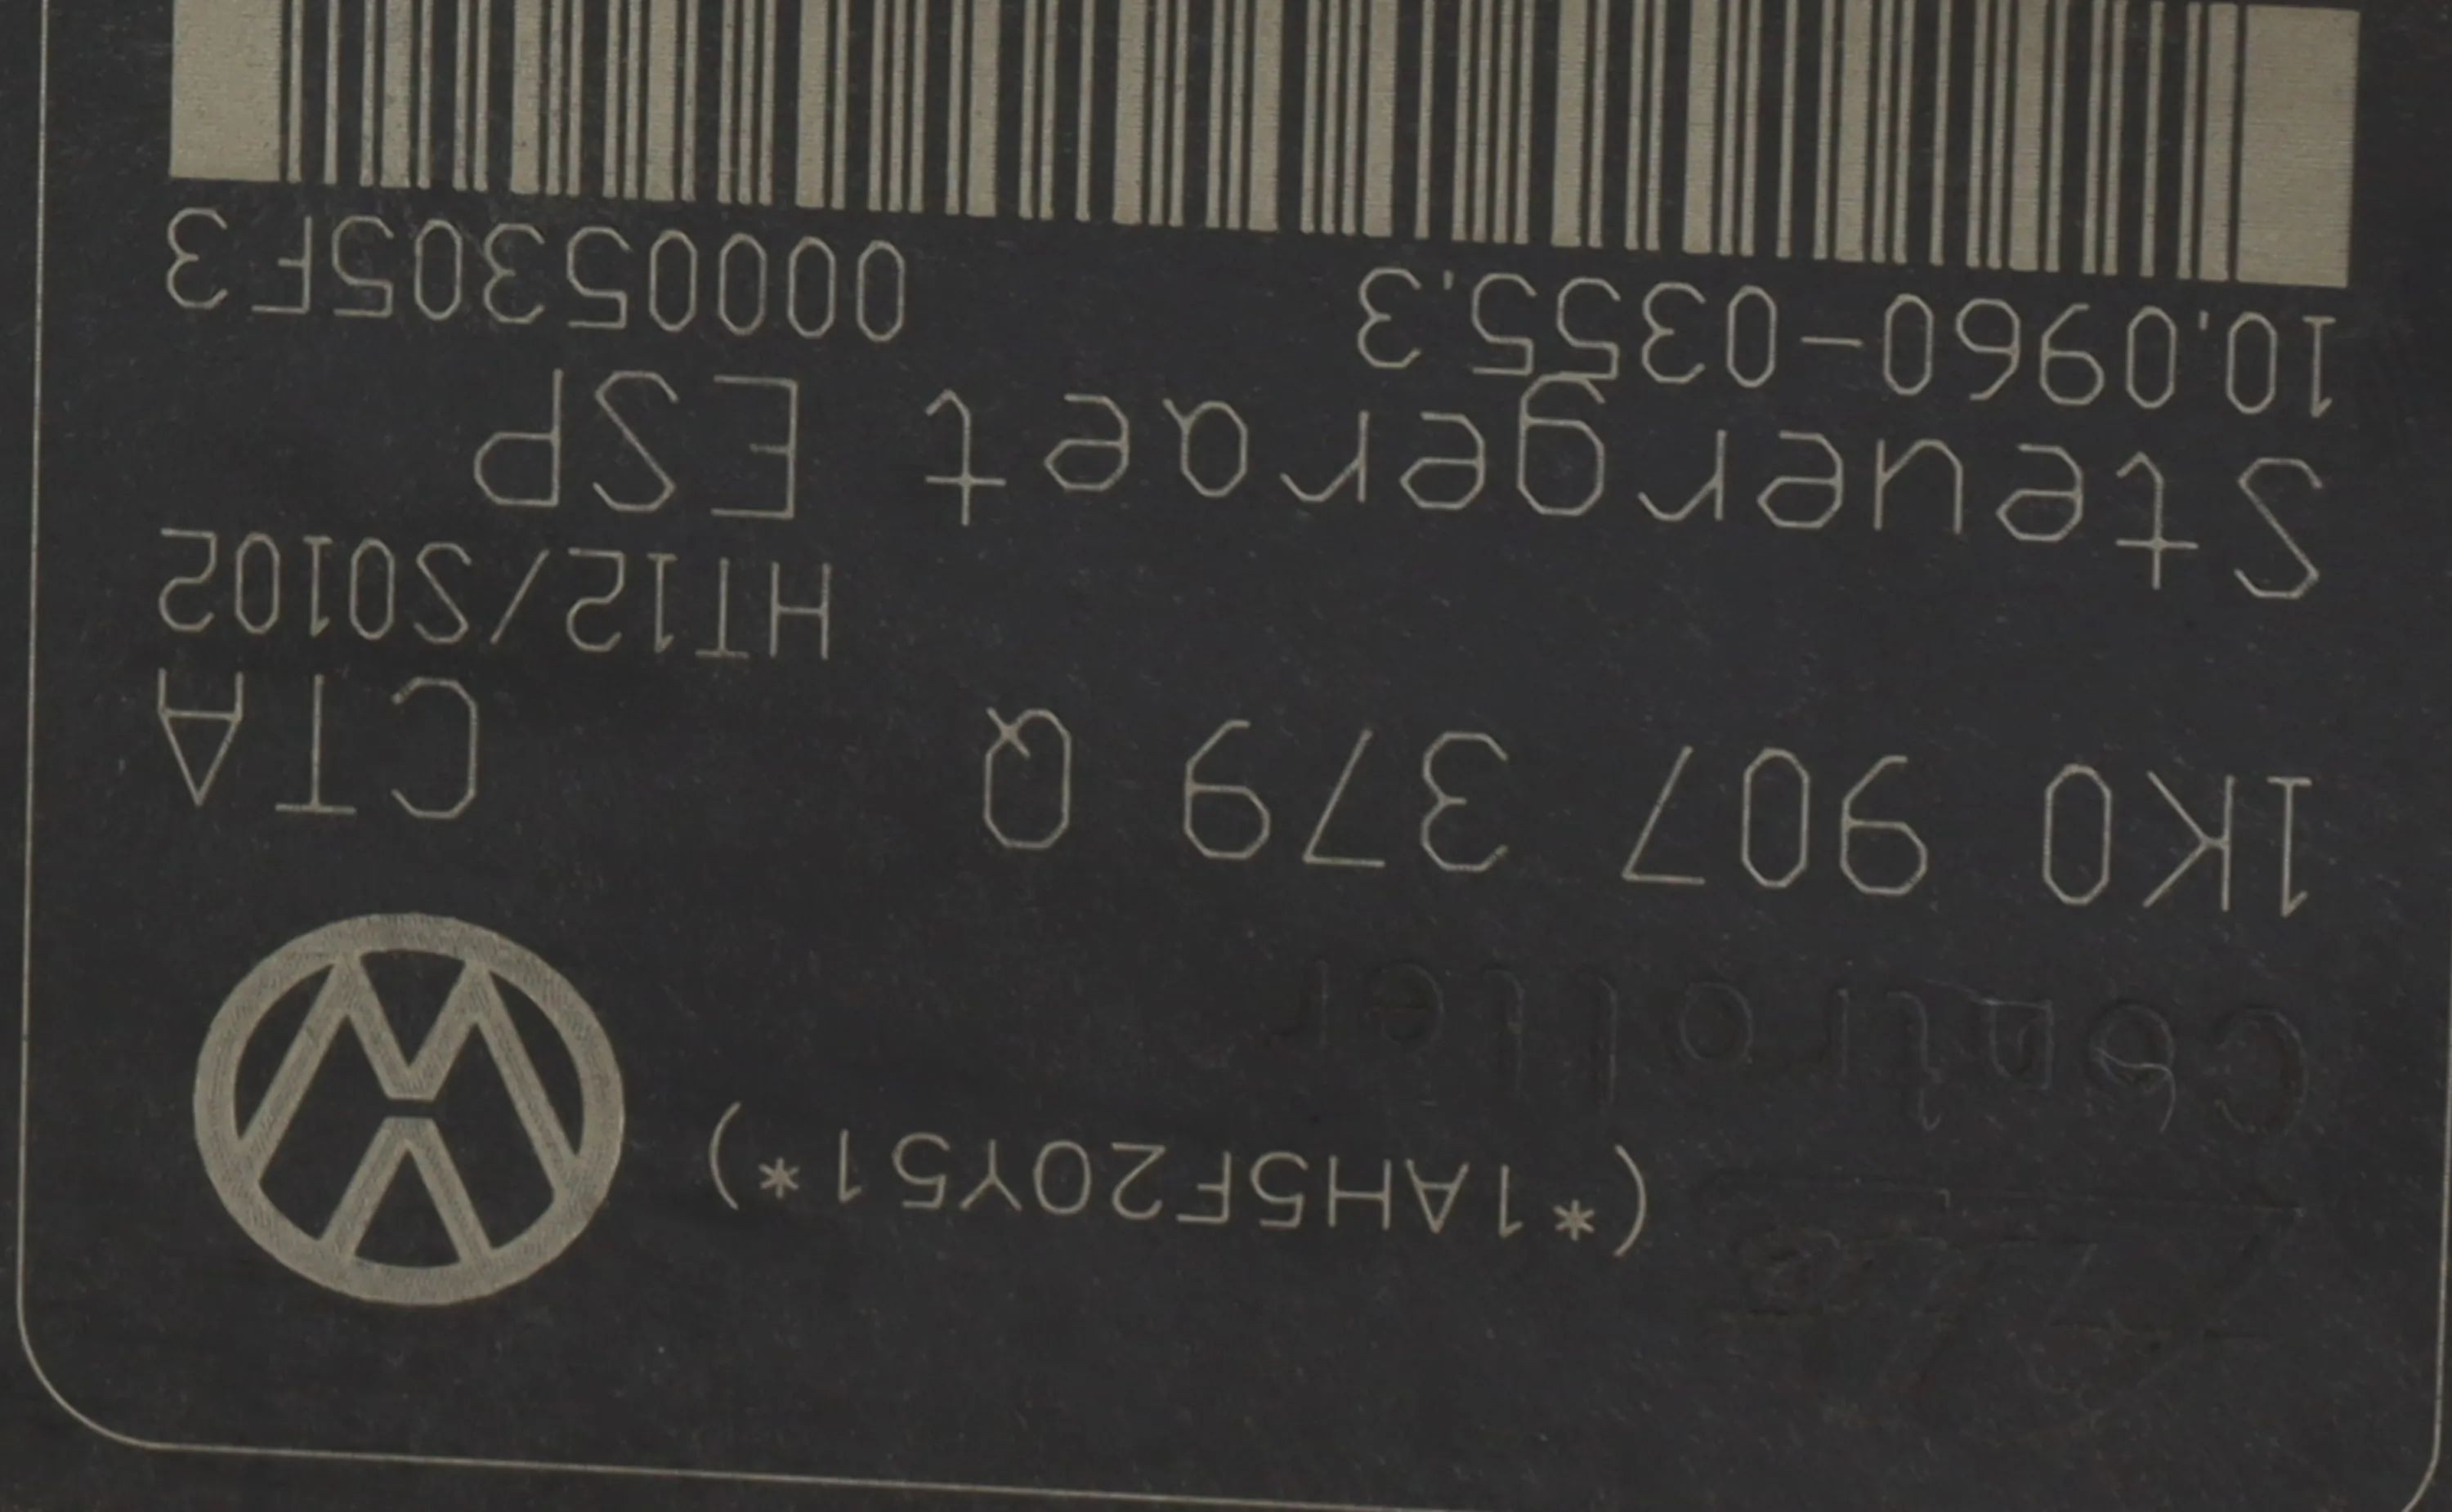 (*1AH5F20Y51*)
Controller
1K0 907 379 Q CTA
HT12/S0102
Steuergeraet ESP
10.0960-0355.3 00005305F3